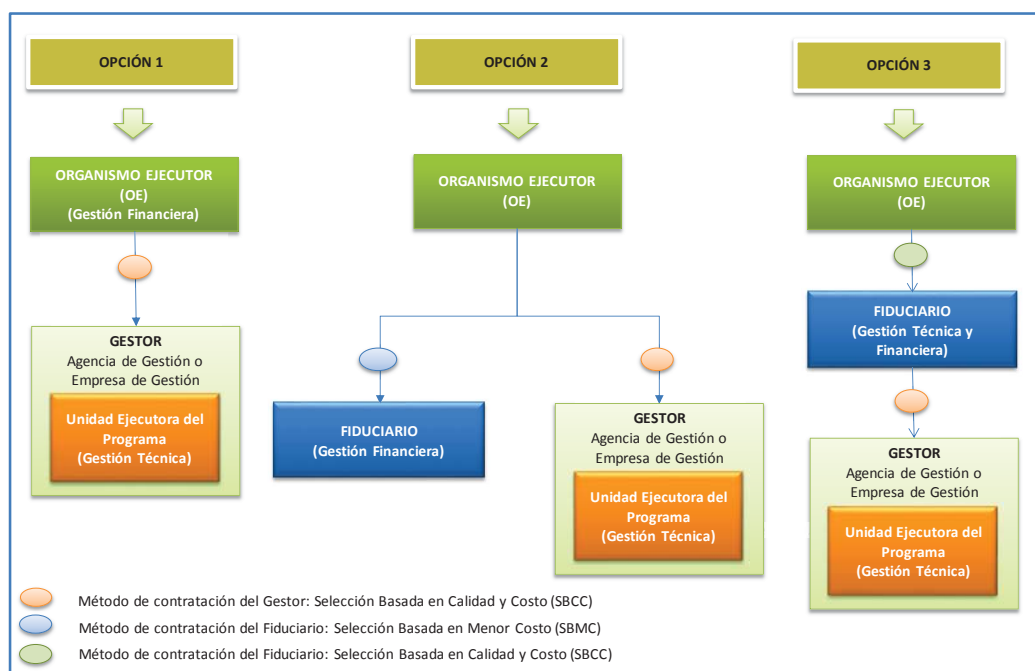 OPCIÓN 1
ORGANISMO EJECUTOR
(OE)
(Gestión Financiera)
GESTOR
Agencia de Gestión o
Empresa de Gestión
Unidad Ejecutora del
Programa
(Gestión Técnica)
OPCIÓN 2
ORGANISMO EJECUTOR
(OE)
FIDUCIARIO
(Gestión Financiera)
GESTOR
Agencia de Gestión o
Empresa de Gestión
Unidad Ejecutora del
Programa
(Gestión Técnica)
OPCIÓN 3
ORGANISMO EJECUTOR
(OE)
FIDUCIARIO
(Gestión Técnica y
Financiera)
GESTOR
Agencia de Gestión o
Empresa de Gestión
Unidad Ejecutora del
Programa
(Gestión Técnica)
Método de contratación del Gestor: Selección Basada en Calidad y Costo (SBCC)
Método de contratación del Fiduciario: Selección Basada en Menor Costo (SBMC)
Método de contratación del Fiduciario: Selección Basada en Calidad y Costo (SBCC)